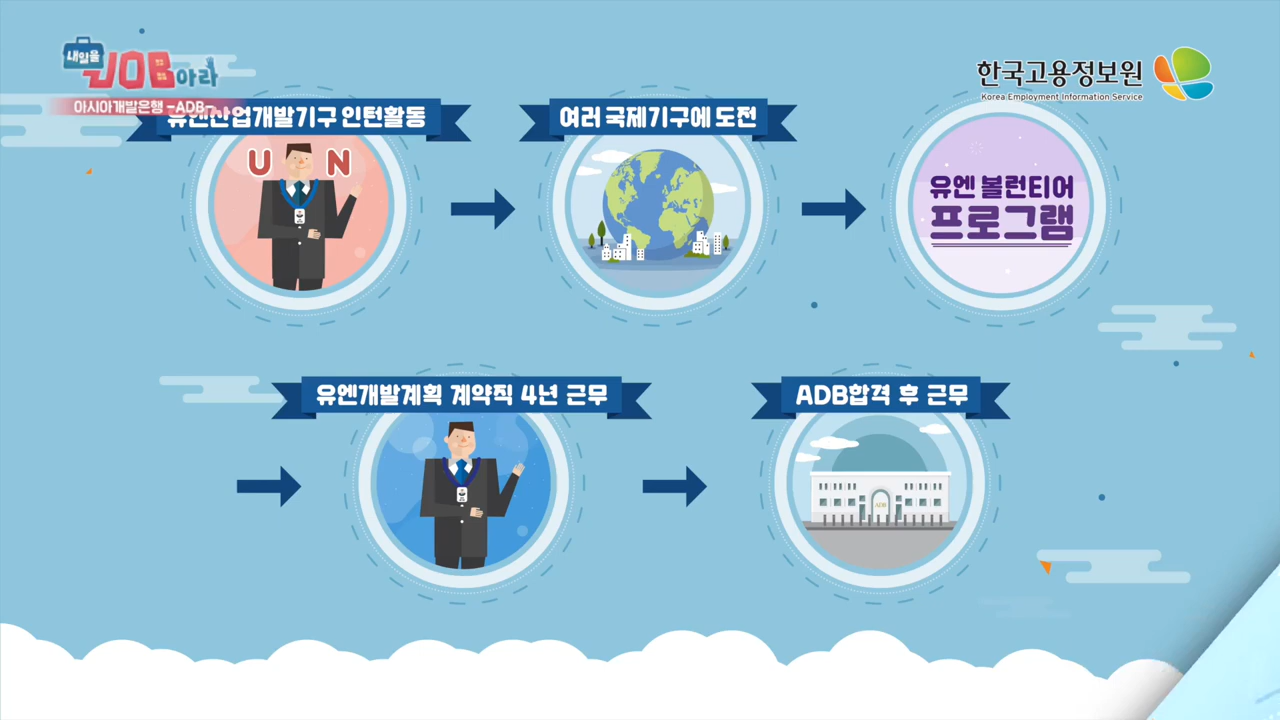 내일을
JOB아라
아시아개발은행 -ADB-
한국고용정보원
Korea Employment Information Service
유엔산업개발기구 인턴활동
여러 국제기구에 도전
U N
유엔 볼런티어
프로그램
유엔개발계획 계약직 4년 근무
ADB합격 후 근무
ADB